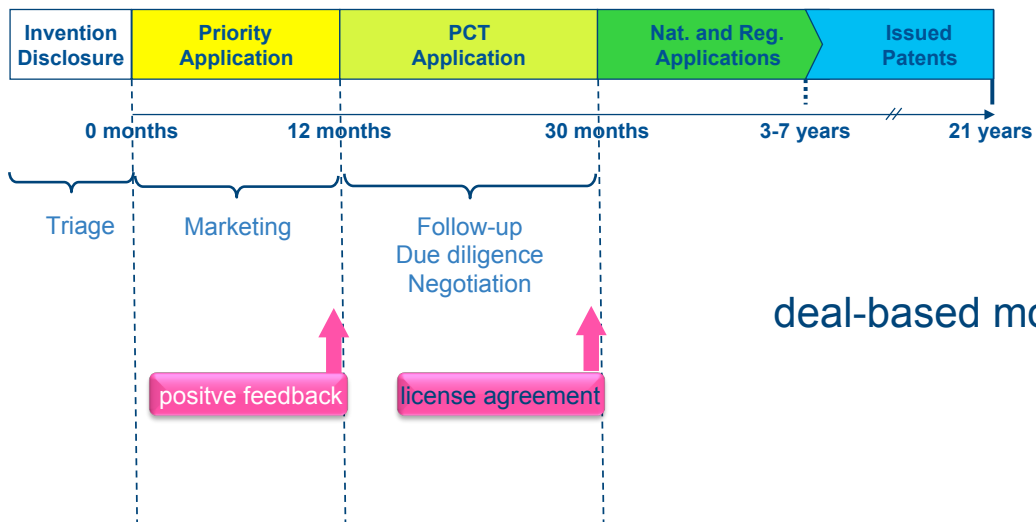 Invention
Disclosure
Priority
Application
PCT
Application
Nat. and Reg.
Applications
Issued
Patents
0 months
12 months
30 months
3-7 years
21 years
Triage
Marketing
Follow-up
Due diligence
Negotiation
deal-based
positve feedback
license agreement